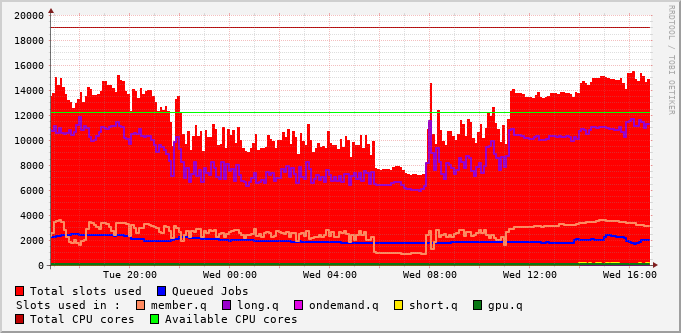 20000
18000
16000
14000
12000
10000
8000
6000
4000
2000
0
Tue 20:00 Wed 00:00 Wed 04:00 Wed 08:00 Wed 12:00 Wed 16:00
RRDTOOL / TOBI OETIKER
Total slots used Queued Jobs
Slots used in : member.q long.q ondemand.q short.q gpu.q
Total CPU cores Available CPU cores